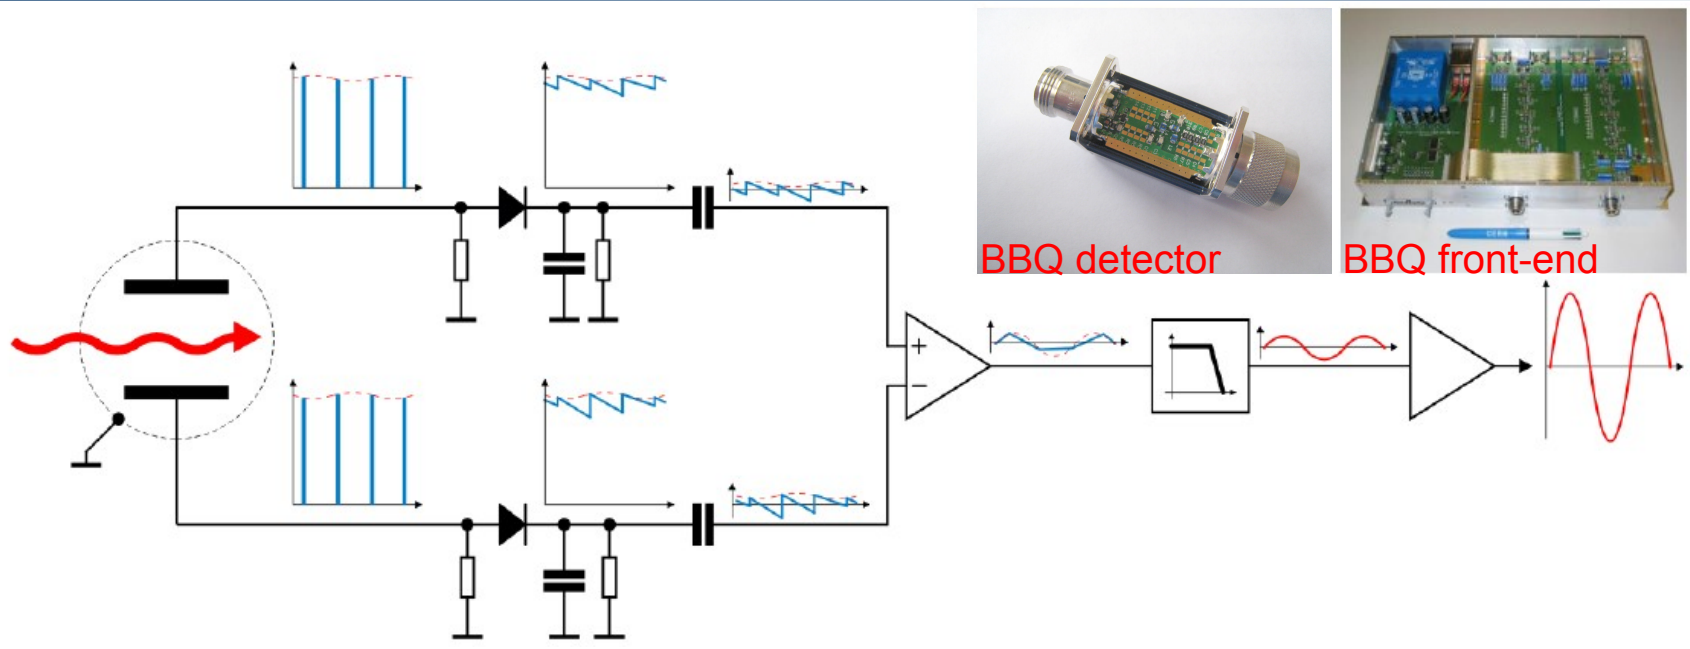 BBQ detector
BBQ front-end
+
−